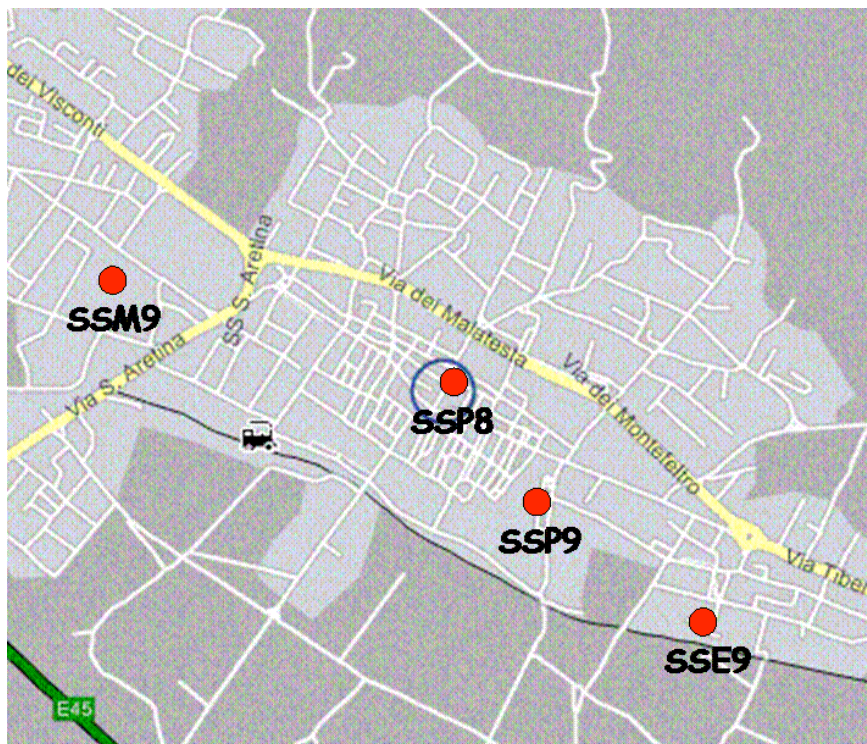 dei Visconti
SS S. Aretina
SSM9
Via S. Aretina
Via dei Malatesta
Via dei Montefeltro
SSP8
SSP9
Via Tiber
SSE9
E45